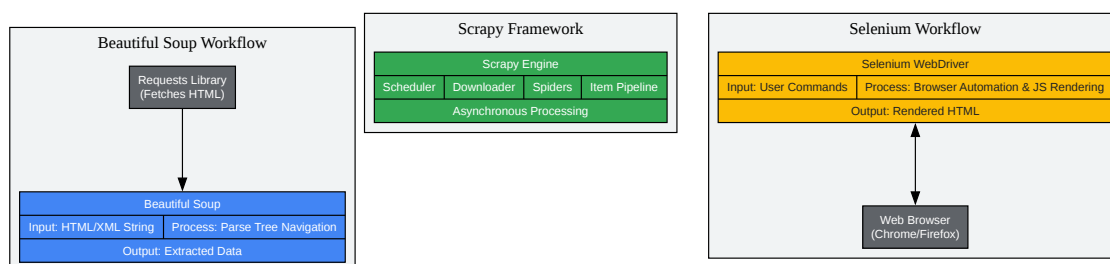 Beautiful Soup Workflow
Requests Library
(Fetches HTML)
Beautiful Soup
Input: HTML/XML String
Process: Parse Tree Navigation
Output: Extracted Data
Scrapy Framework
Scrapy Engine
Scheduler
Downloader
Spiders
Item Pipeline
Asynchronous Processing
Selenium Workflow
Selenium WebDriver
Input: User Commands
Process: Browser Automation & JS Rendering
Output: Rendered HTML
Web Browser
(Chrome/Firefox)